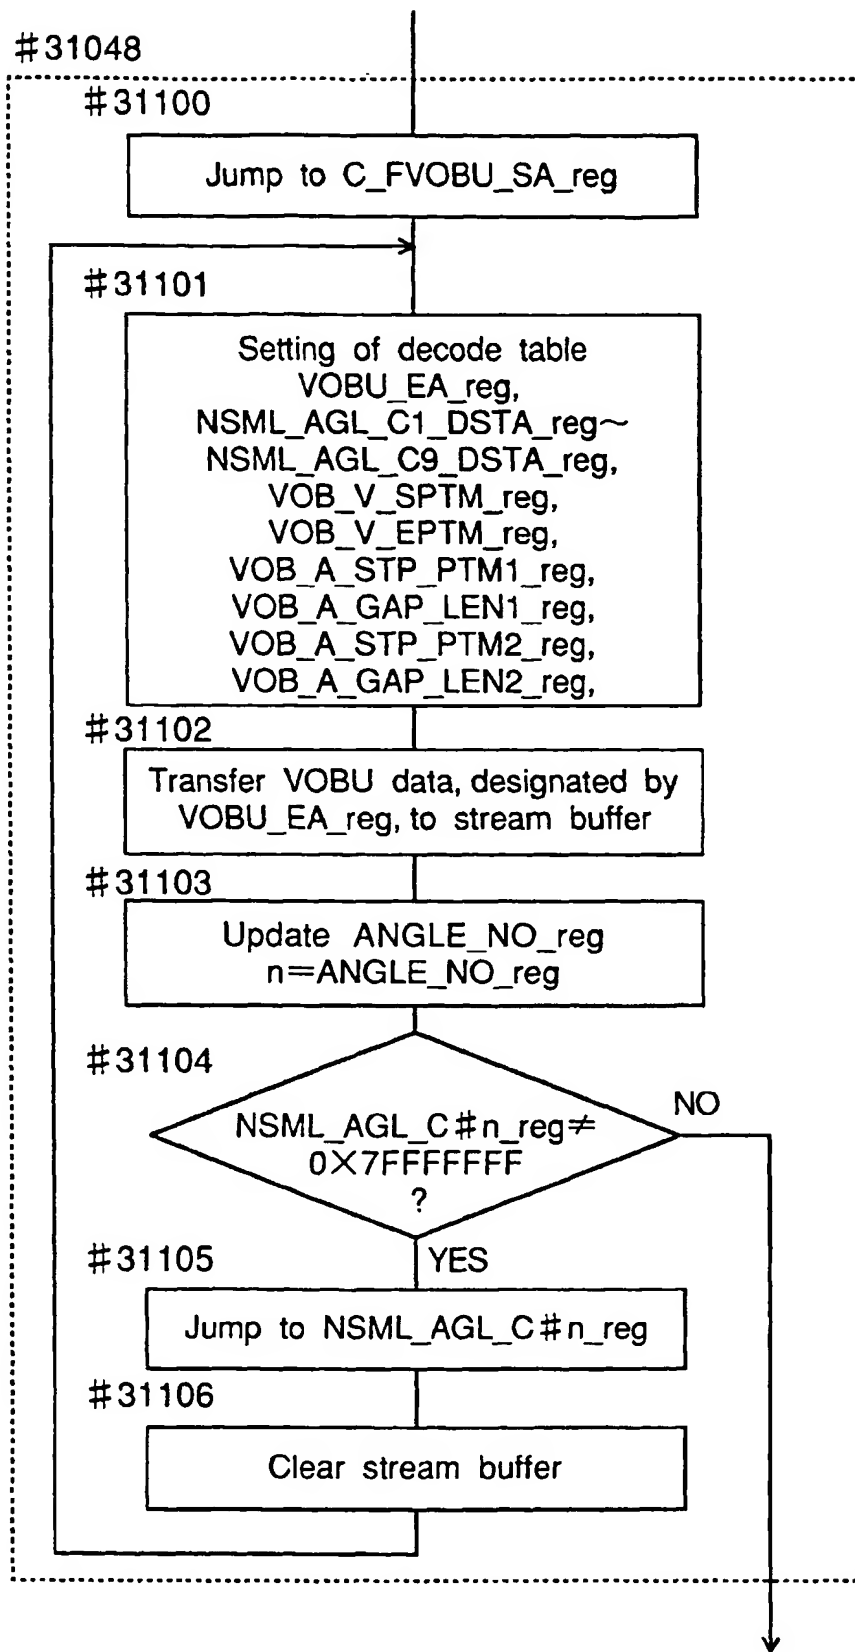 #31048
#31100
Jump to C_FVOBU_SA_reg
#31101
Setting of decode table
VOBU_EA_reg,
NSML_AGL_C1_DSTA_reg~
NSML_AGL_C9_DSTA_reg,
VOB_V_SPTM_reg,
VOB_V_EPTM_reg,
VOB_A_STP_PTM1_reg,
VOB_A_GAP_LEN1_reg,
VOB_A_STP_PTM2_reg,
VOB_A_GAP_LEN2_reg,
#31102
Transfer VOBU data, designated by
VOBU_EA_reg, to stream buffer
#31103
Update ANGLE_NO_reg
n=ANGLE_NO_reg
#31104
NO
NSML_AGL_C#n_reg≠
0X7FFFFFFF
?
#31105
YES
Jump to NSML_AGL_C#n_reg
#31106
Clear stream buffer